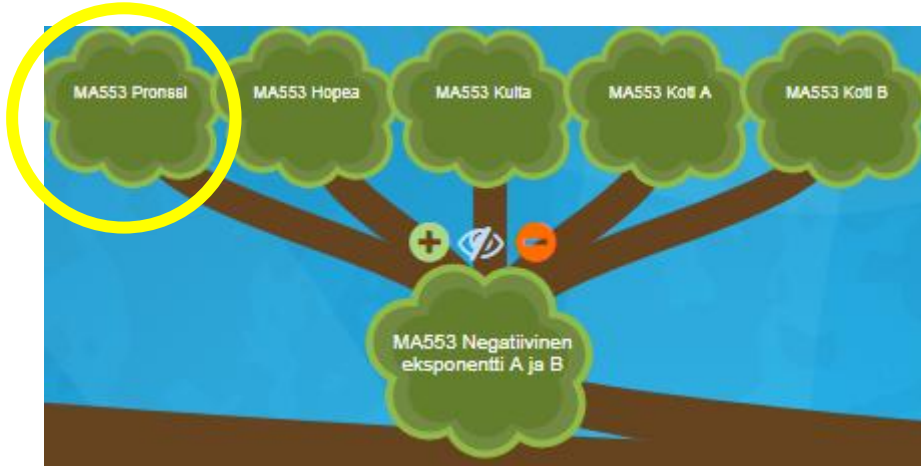 MA553 Pronssi
MA553 Hopea
MA553 Kulta
MA553 Koti A
MA553 Koti B
MA553 Negatiivinen
eksponentti A ja B